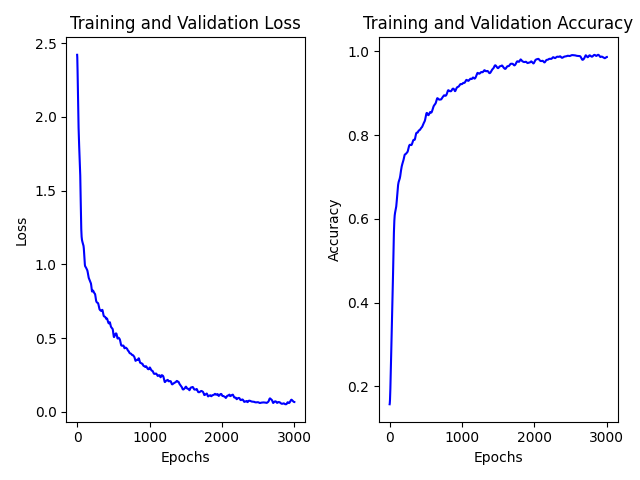 Training and Validation Loss
2.5
2.0
1.5
1.0
0.5
0.0
Loss
0 1000 2000 3000
Epochs
Training and Validation Accuracy
1.0
0.8
0.6
0.4
0.2
Accuracy
0 1000 2000 3000
Epochs